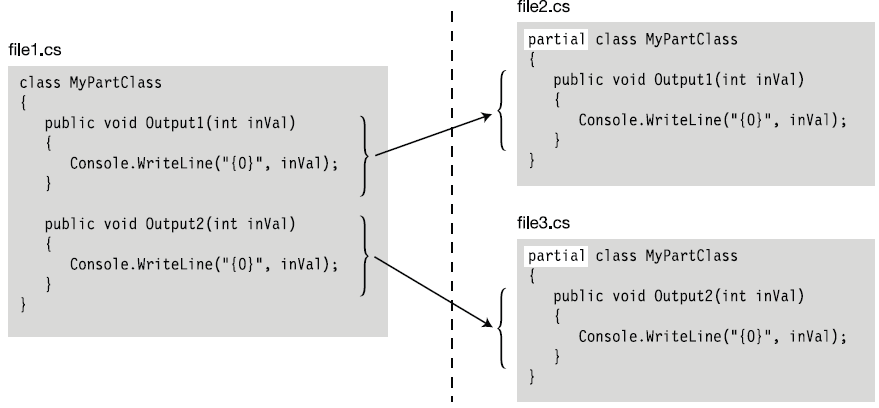 file1.cs
class MyPartClass
{
public void Output1(int inVal)
{
Console.WriteLine("{0}", inVal);
}
public void Output2(int inVal)
{
Console.WriteLine("{0}", inVal);
}
}
file2.cs
partial class MyPartClass
{
public void Output1(int inVal)
{
Console.WriteLine("{0}", inVal);
}
}
file3.cs
partial class MyPartClass
{
public void Output2(int inVal)
{
Console.WriteLine("{0}", inVal);
}
}